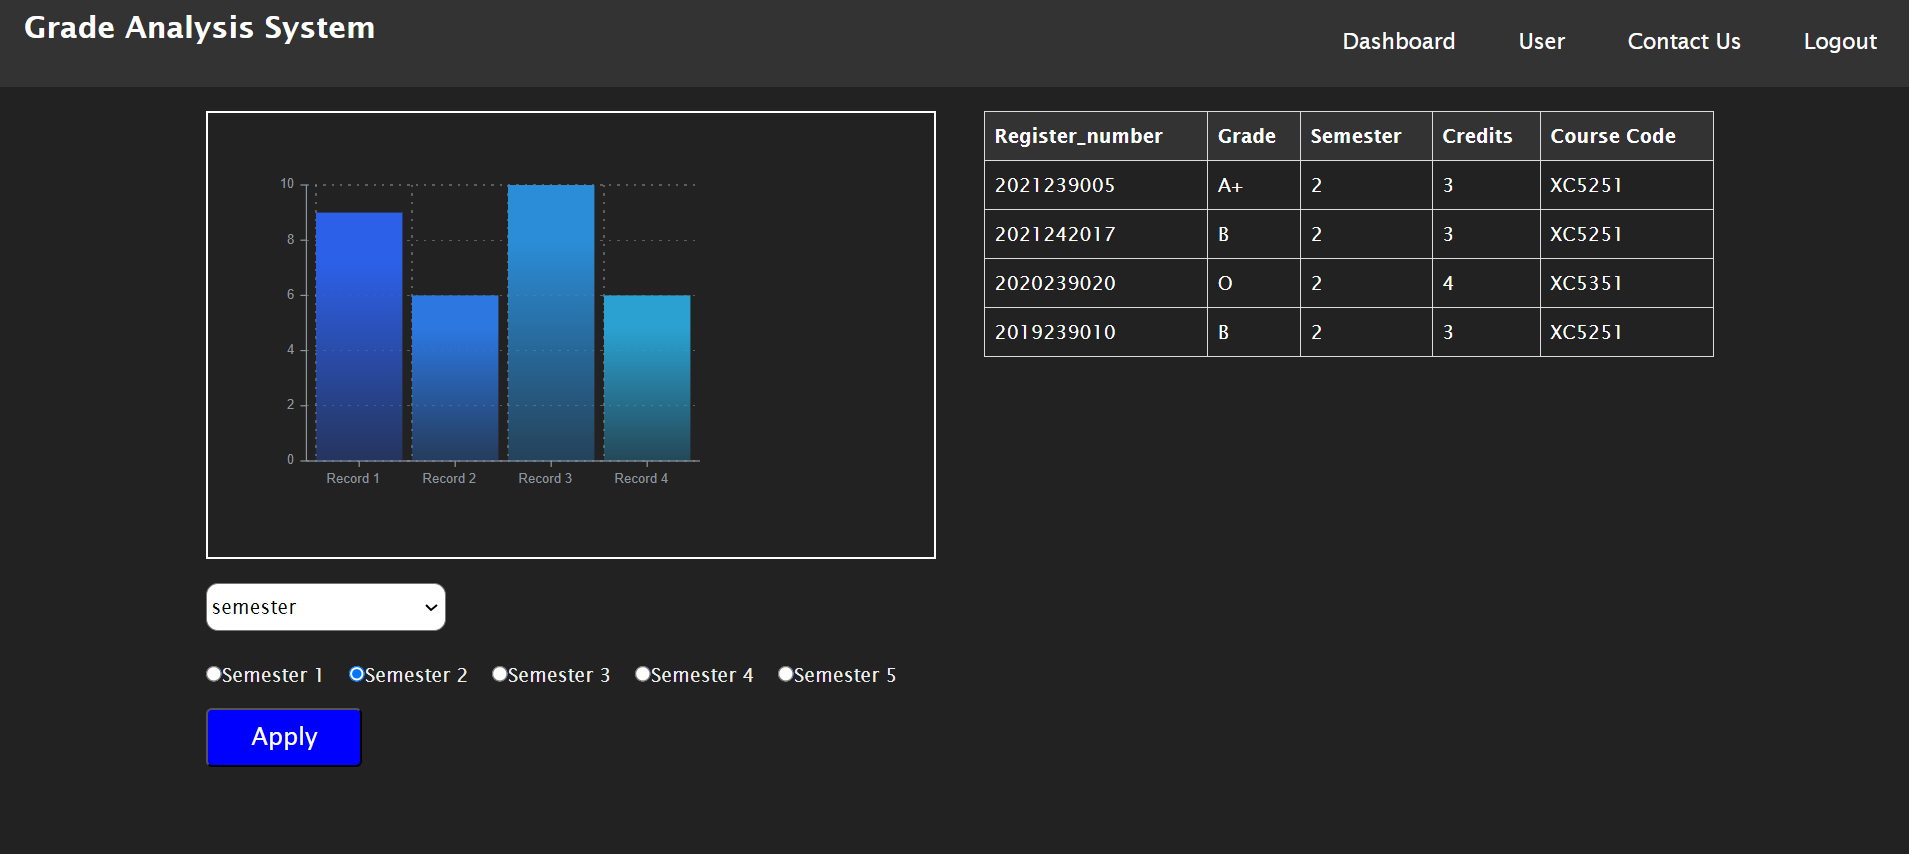 Grade Analysis System
Dashboard User Contact Us Logout
10
8
6
4
2
0
Record 1 Record 2 Record 3 Record 4
Register_number Grade Semester Credits Course Code
2021239005 A+ 2 3 XC5251
2021242017 B 2 3 XC5251
2020239020 O 2 4 XC5351
2019239010 B 2 3 XC5251
semester
Semester 1 Semester 2 Semester 3 Semester 4 Semester 5
Apply